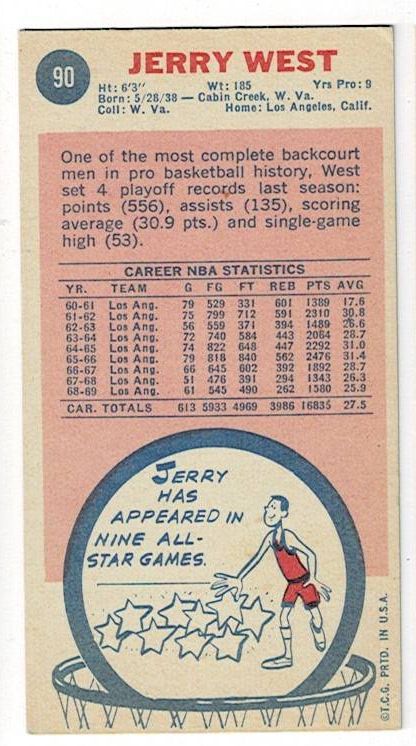 90
JERRY WEST
Ht: 6'3" Wt: 185 Yrs Pro: 9
Born: 5/28/38 — Cabin Creek, W. Va.
Coll: W. Va. Home: Los Angeles, Calif.
One of the most complete backcourt
men in pro basketball history, West
set 4 playoff records last season:
points (556), assists (135), scoring
average (30.9 pts.) and single-game
high (53).
CAREER NBA STATISTICS
YR. TEAM G FG FT REB PTS AVG
60-61 Los Ang. 79 529 331 601 1389 17.6
61-62 Los Ang. 75 799 712 591 2310 30.8
62-63 Los Ang. 56 559 371 394 1489 26.6
63-64 Los Ang. 72 740 584 443 2064 28.7
64-65 Los Ang. 74 822 648 447 2292 31.0
65-66 Los Ang. 79 818 840 562 2476 31.4
66-67 Los Ang. 66 645 602 392 1892 28.7
67-68 Los Ang. 51 476 391 294 1343 26.3
68-69 Los Ang. 61 545 490 262 1580 25.9
CAR. TOTALS 613 5933 4969 3986 16835 27.5
JERRY
HAS
APPEARED IN
NINE ALL-
STAR GAMES.
©T.C.G. PRTD. IN U.S.A.